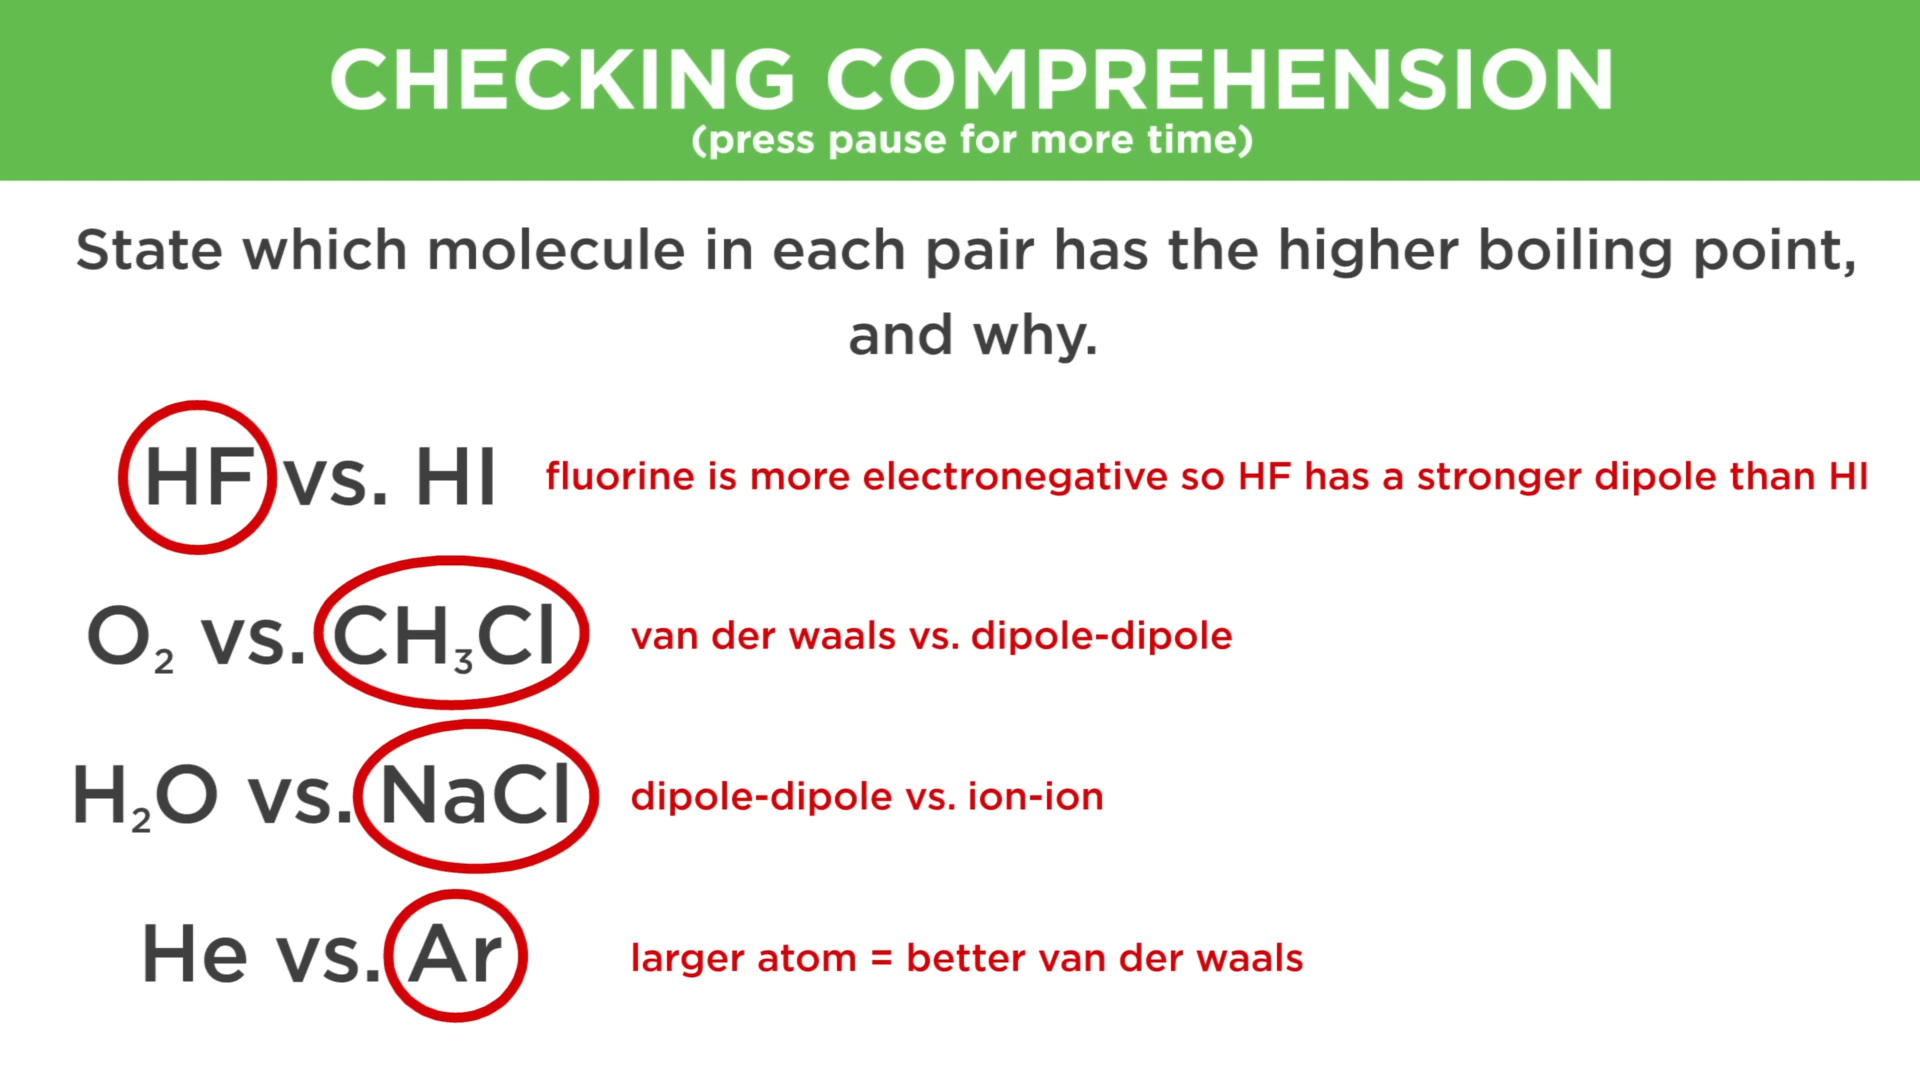 CHECKING COMPREHENSION
(press pause for more time)
State which molecule in each pair has the higher boiling point,
and why.
HF vs. HI fluorine is more electronegative so HF has a stronger dipole than HI
O₂ vs. CH₃Cl van der waals vs. dipole-dipole
H₂O vs. NaCl dipole-dipole vs. ion-ion
He vs. Ar larger atom = better van der waals